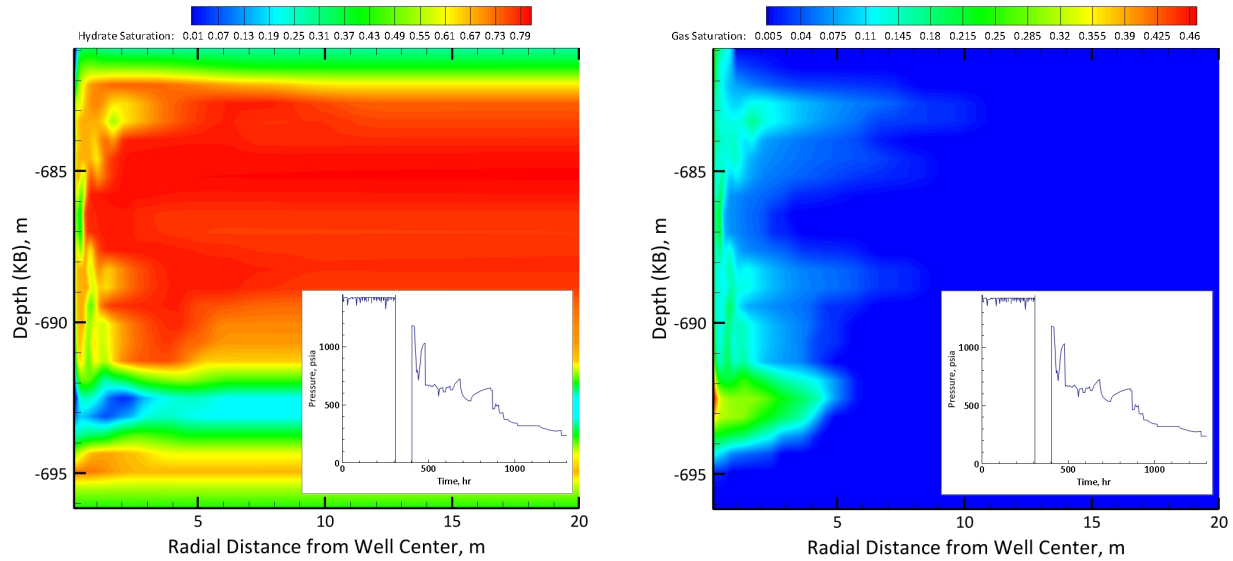 Hydrate Saturation: 0.01 0.07 0.13 0.19 0.25 0.31 0.37 0.43 0.49 0.55 0.61 0.67 0.73 0.79
Depth (KB), m
-685
-690
-695
5 10 15 20
Radial Distance from Well Center, m
Pressure, psia
1000
500
0
0 500 1000
Time, hr
Gas Saturation: 0.005 0.04 0.075 0.11 0.145 0.18 0.215 0.25 0.285 0.32 0.355 0.39 0.425 0.46
Depth (KB), m
-685
-690
-695
5 10 15 20
Radial Distance from Well Center, m
Pressure, psia
1000
500
0
0 500 1000
Time, hr